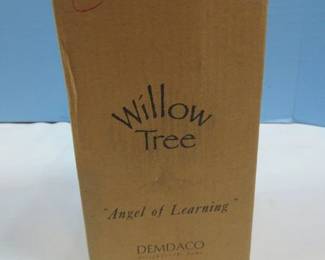 Willow
Tree
"Angel of Learning"
DEMDACO